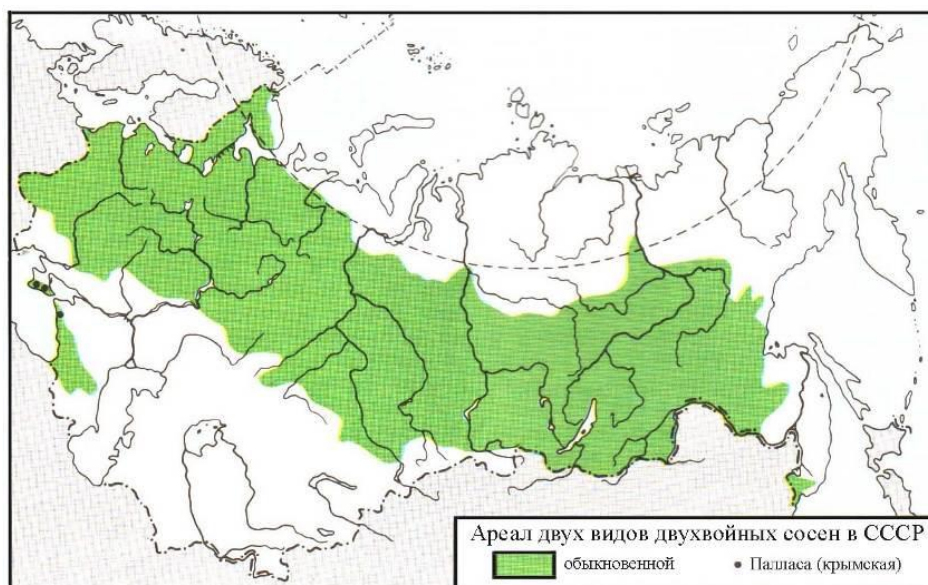 Ареал двух видов двухвойных сосен в СССР
обыкновенной
Палласа (крымская)